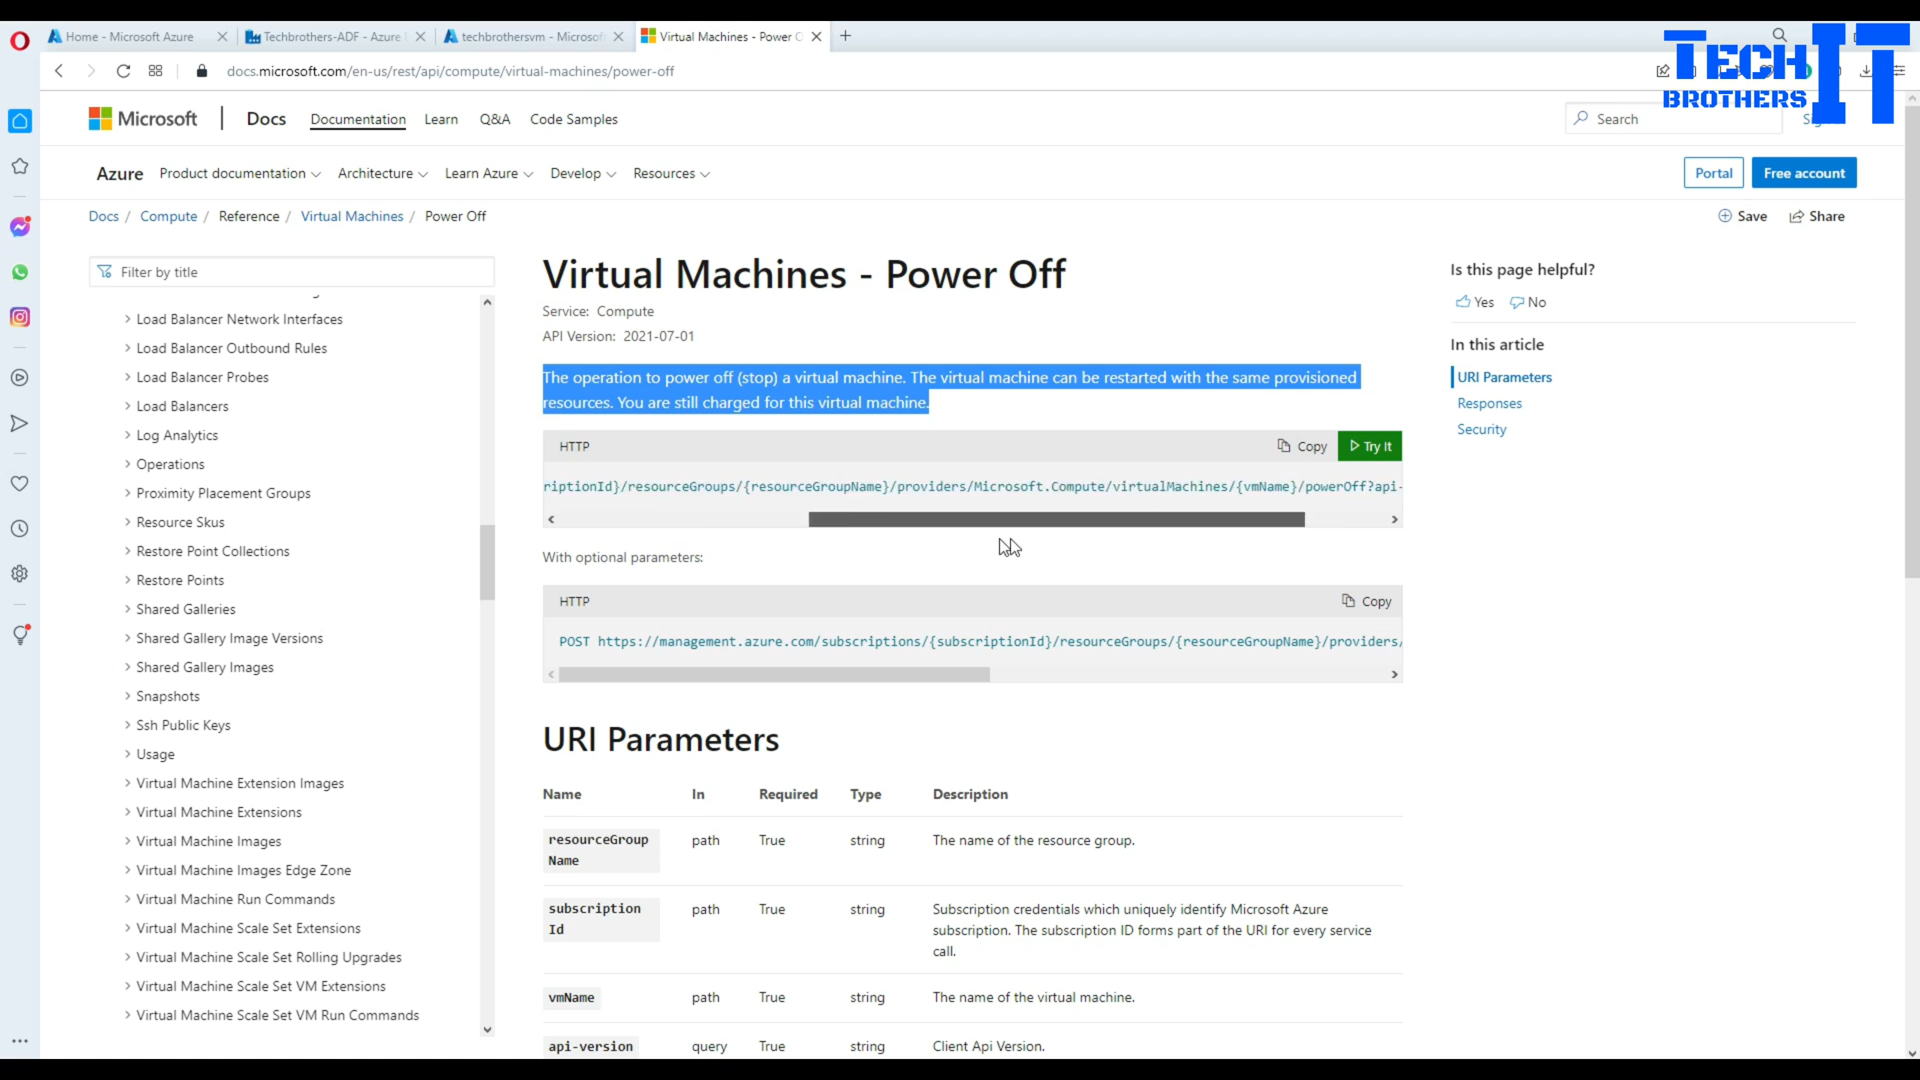 Home - Microsoft Azure
Techbrothers-ADF - Azure
techbrothersvm - Microsof
Virtual Machines - Power O
docs.microsoft.com/en-us/rest/api/compute/virtual-machines/power-off
TECH IT
BROTHERS
Microsoft
Docs
Documentation
Learn
Q&A
Code Samples
Search
Azure
Product documentation
Architecture
Learn Azure
Develop
Resources
Portal
Free account
Docs / Compute / Reference / Virtual Machines / Power Off
Save
Share
Filter by title
Load Balancer Network Interfaces
Load Balancer Outbound Rules
Load Balancer Probes
Load Balancers
Log Analytics
Operations
Proximity Placement Groups
Resource Skus
Restore Point Collections
Restore Points
Shared Galleries
Shared Gallery Image Versions
Shared Gallery Images
Snapshots
Ssh Public Keys
Usage
Virtual Machine Extension Images
Virtual Machine Extensions
Virtual Machine Images
Virtual Machine Images Edge Zone
Virtual Machine Run Commands
Virtual Machine Scale Set Extensions
Virtual Machine Scale Set Rolling Upgrades
Virtual Machine Scale Set VM Extensions
Virtual Machine Scale Set VM Run Commands
Virtual Machines - Power Off
Service: Compute
API Version: 2021-07-01
The operation to power off (stop) a virtual machine. The virtual machine can be restarted with the same provisioned
resources. You are still charged for this virtual machine.
HTTP
Copy
Try It
riptionId}/resourceGroups/{resourceGroupName}/providers/Microsoft.Compute/virtualMachines/{vmName}/powerOff?api-
With optional parameters:
HTTP
Copy
POST https://management.azure.com/subscriptions/{subscriptionId}/resourceGroups/{resourceGroupName}/providers/
URI Parameters
Name In Required Type Description
resourceGroup
Name
path True string The name of the resource group.
subscription
Id
path True string Subscription credentials which uniquely identify Microsoft Azure
subscription. The subscription ID forms part of the URI for every service
call.
vmName path True string The name of the virtual machine.
api-version query True string Client Api Version.
Is this page helpful?
Yes
No
In this article
URI Parameters
Responses
Security